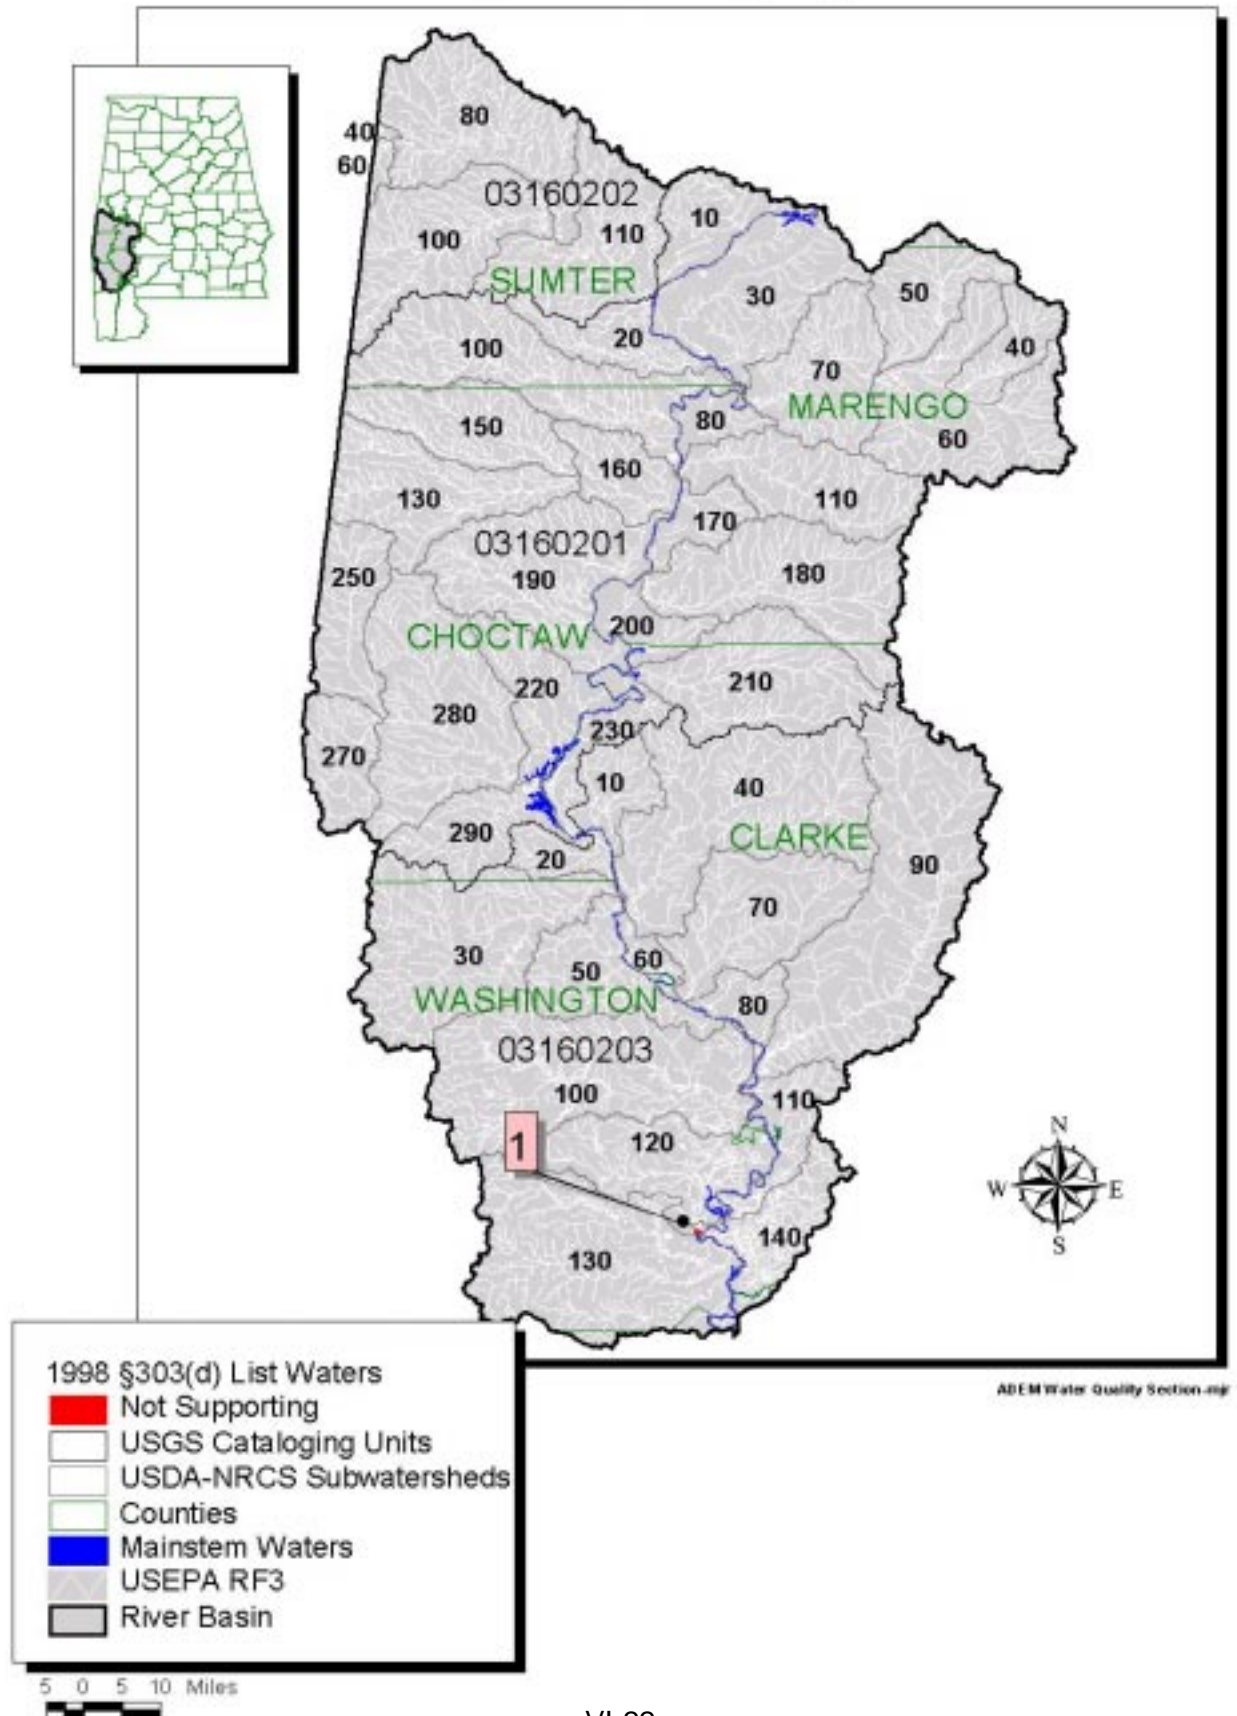 80
40
60
03160202
10
100
110
SUMTER
30
50
20
100
40
70
MARENGO
80
150
60
160
130
110
170
03160201
250
190
180
200
CHOCTAW
210
220
280
230
270
10
40
290
CLARKE
20
90
70
30
60
50
WASHINGTON
80
03160203
100
110
1
120
N
W E
S
140
130
1998 §303(d) List Waters
Not Supporting
USGS Cataloging Units
USDA-NRCS Subwatersheds
Counties
Mainstem Waters
USEPA RF3
River Basin
ADEM Water Quality Section-mjr
5 0 5 10 Miles